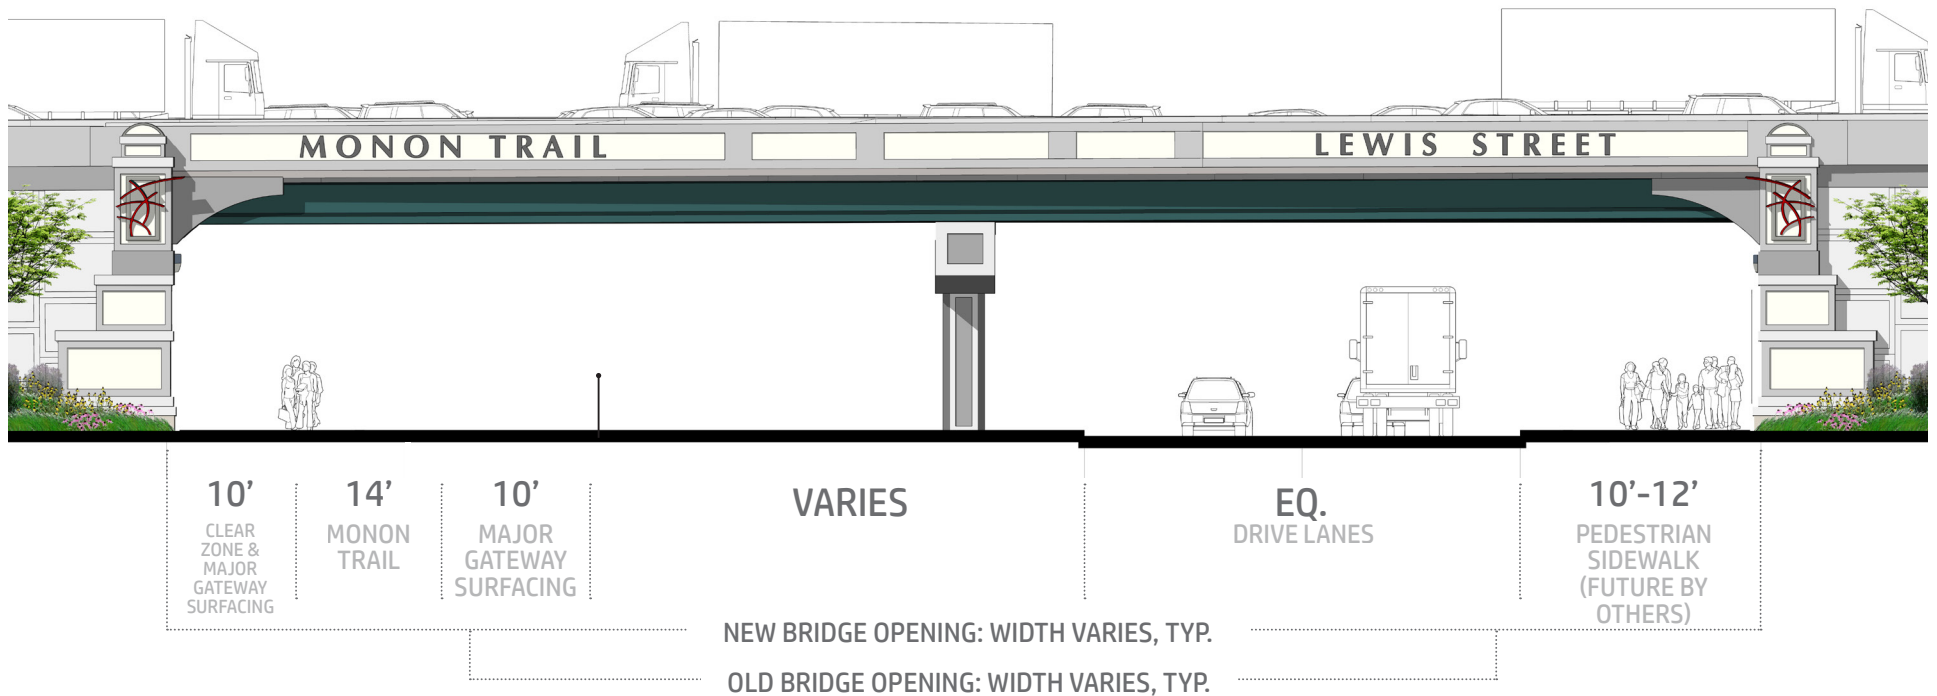 MONON TRAIL
LEWIS STREET
10’
CLEAR
ZONE &
MAJOR
GATEWAY
SURFACING
14’
MONON
TRAIL
10’
MAJOR
GATEWAY
SURFACING
VARIES
EQ.
DRIVE LANES
10’-12’
PEDESTRIAN
SIDEWALK
(FUTURE BY
OTHERS)
NEW BRIDGE OPENING: WIDTH VARIES, TYP.
OLD BRIDGE OPENING: WIDTH VARIES, TYP.